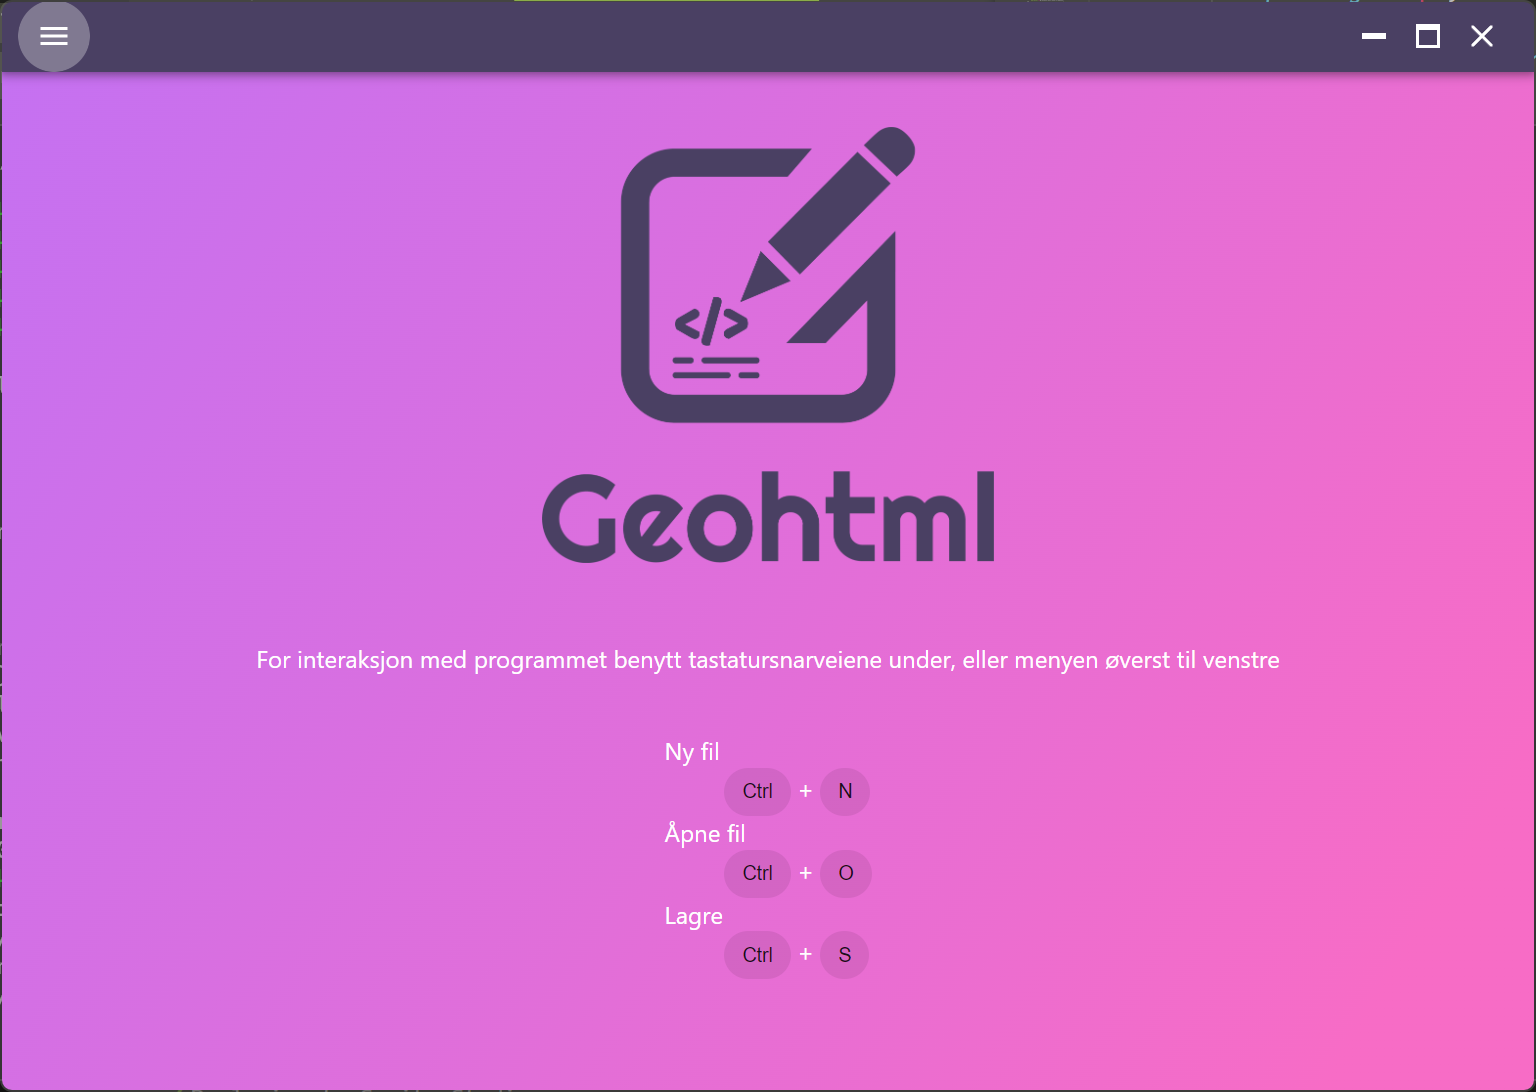 </>
Geohtml
For interaksjon med programmet benytt tastatursnarveiene under, eller menyen øverst til venstre
Ny fil
Ctrl + N
Åpne fil
Ctrl + O
Lagre
Ctrl + S